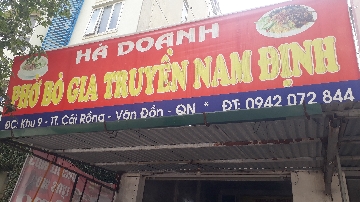 HÀ DOANH
PHỞ BÒ GIA TRUYỀN NAM ĐỊNH
ĐC: Khu 9 - TT. Cái Rồng - Vân Đồn - QN * ĐT: 0942 072 844